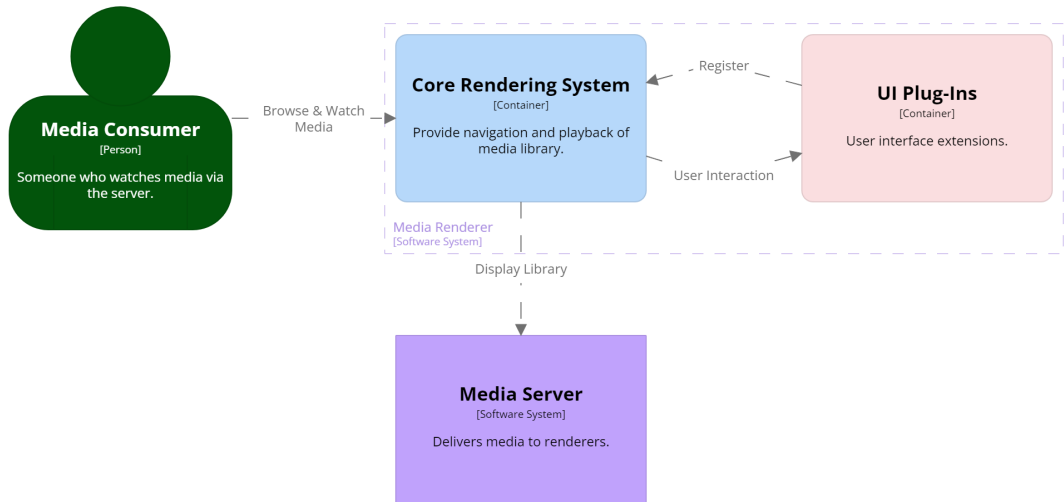 Media Consumer
[Person]
Someone who watches media via
the server.
Browse & Watch
Media
Core Rendering System
[Container]
Provide navigation and playback of
media library.
Register
User Interaction
UI Plug-Ins
[Container]
User interface extensions.
Media Renderer
[Software System]
Display Library
Media Server
[Software System]
Delivers media to renderers.